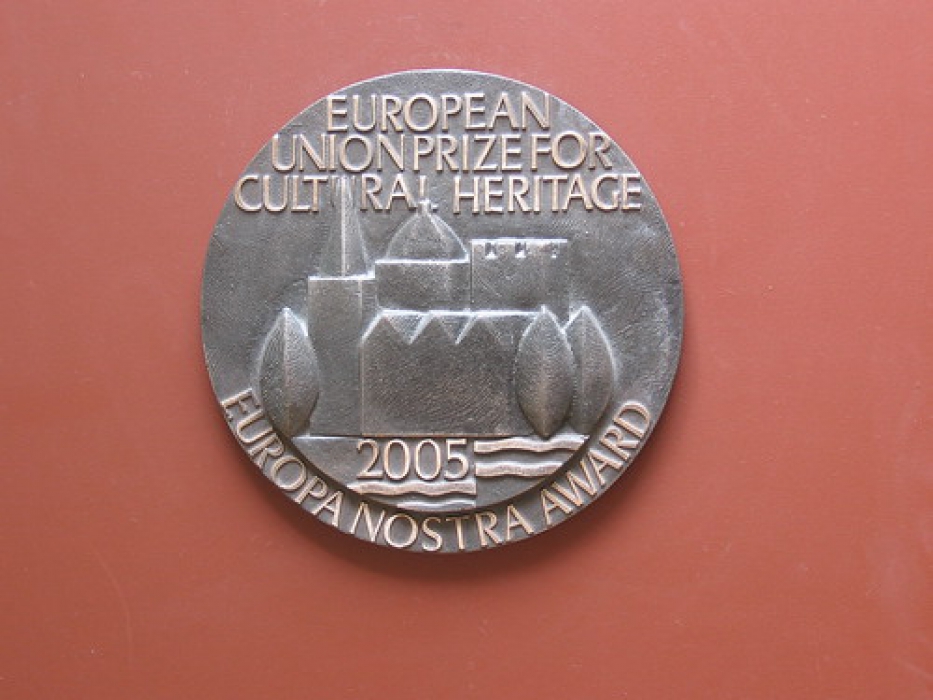 EUROPEAN
UNION PRIZE FOR
CULTURAL HERITAGE
2005
EUROPA NOSTRA AWARD